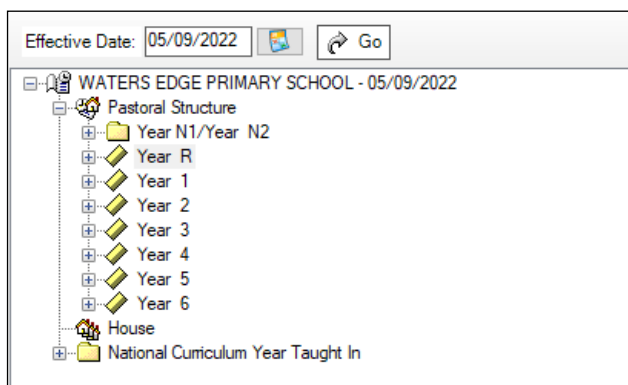 Effective Date: 05/09/2022 Go
WATERS EDGE PRIMARY SCHOOL - 05/09/2022
Pastoral Structure
Year N1/Year N2
Year R
Year 1
Year 2
Year 3
Year 4
Year 5
Year 6
House
National Curriculum Year Taught In